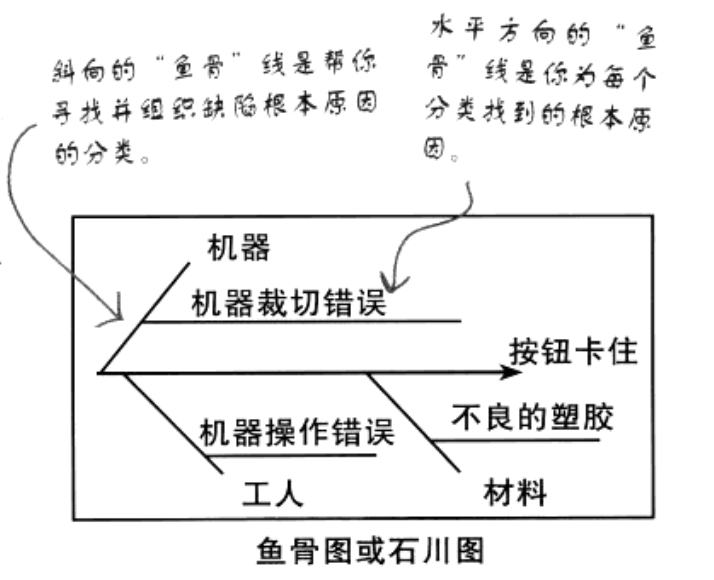 斜向的“鱼骨”线是帮你
寻找并组织缺陷根本原因
的分类。
水平方向的“鱼
骨”线是你为每个
分类找到的根本原
因。
机器
机器裁切错误
按钮卡住
机器操作错误
不良的塑胶
工人
材料
鱼骨图或石川图